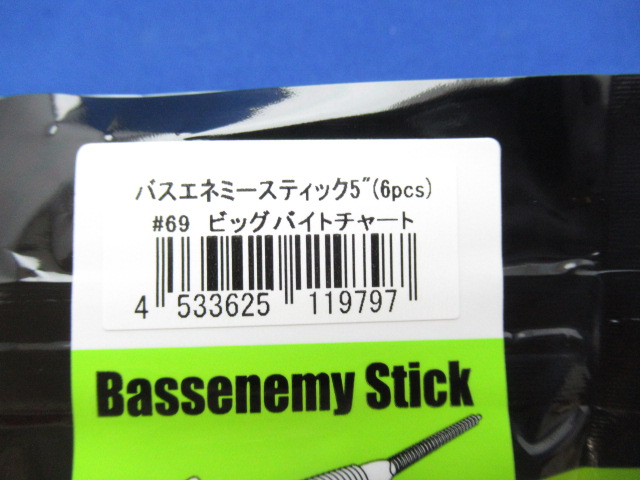 バスエネミースティック5"(6pcs)
#69 ビッグバイトチャート
4 533625 119797
Bassenemy Stick